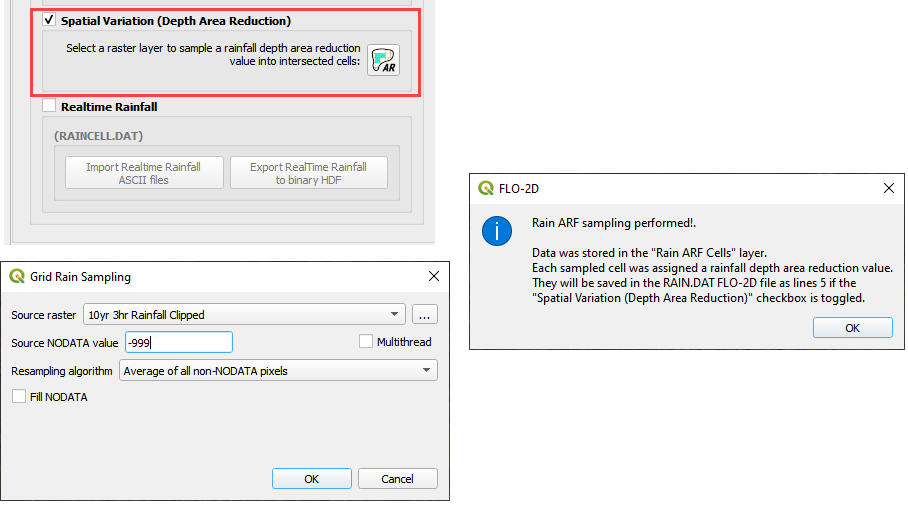 Spatial Variation (Depth Area Reduction)
Select a raster layer to sample a rainfall depth area reduction
value into intersected cells:
AR
Realtime Rainfall
(RAINCELL.DAT)
Import Realtime Rainfall
ASCII files
Export RealTime Rainfall
to binary HDF
Grid Rain Sampling
Source raster
10yr 3hr Rainfall Clipped
...
Source NODATA value
-999
Multithread
Resampling algorithm
Average of all non-NODATA pixels
Fill NODATA
OK
Cancel
FLO-2D
Rain ARF sampling performed!.
Data was stored in the "Rain ARF Cells" layer.
Each sampled cell was assigned a rainfall depth area reduction value.
They will be saved in the RAIN.DAT FLO-2D file as lines 5 if the
"Spatial Variation (Depth Area Reduction)" checkbox is toggled.
OK